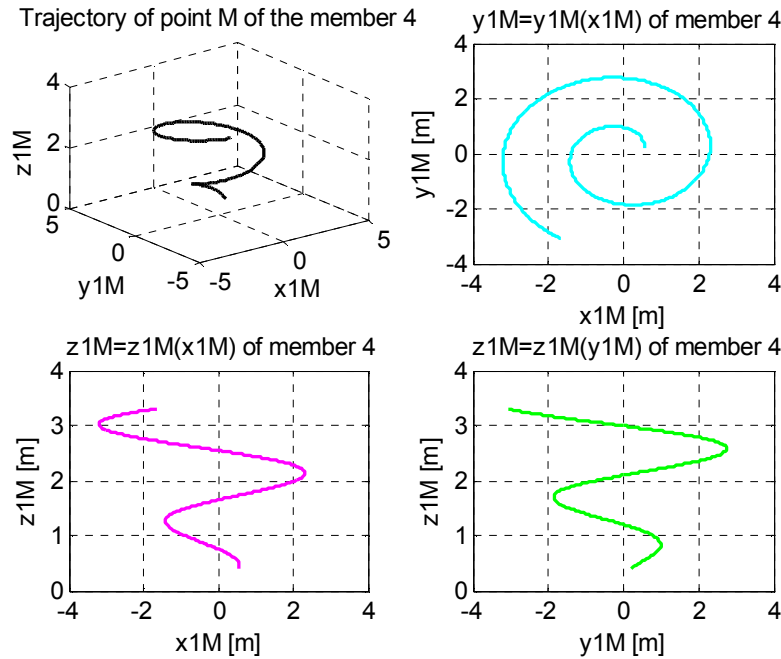 Trajectory of point M of the member 4
z1M
4
2
0
5
0
-5
y1M
-5
0
5
x1M
y1M=y1M(x1M) of member 4
y1M [m]
4
2
0
-2
-4
-4 -2 0 2 4
x1M [m]
z1M=z1M(x1M) of member 4
z1M [m]
4
3
2
1
0
-4 -2 0 2 4
x1M [m]
z1M=z1M(y1M) of member 4
z1M [m]
4
3
2
1
0
-4 -2 0 2 4
y1M [m]